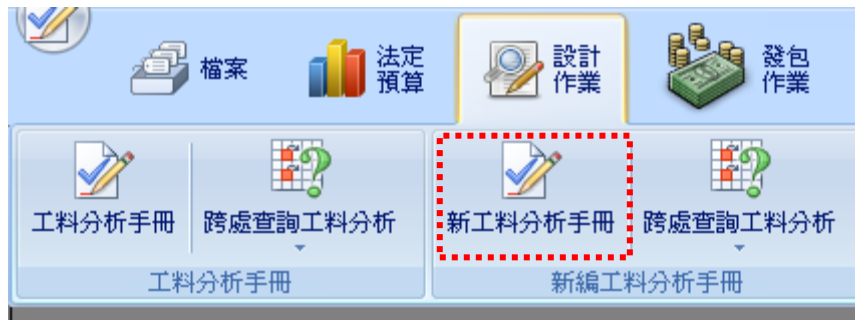 檔案
法定
預算
設計
作業
發包
作業
工料分析手冊
跨處查詢工料分析
新工料分析手冊
跨處查詢工料分析
工料分析手冊
新編工料分析手冊